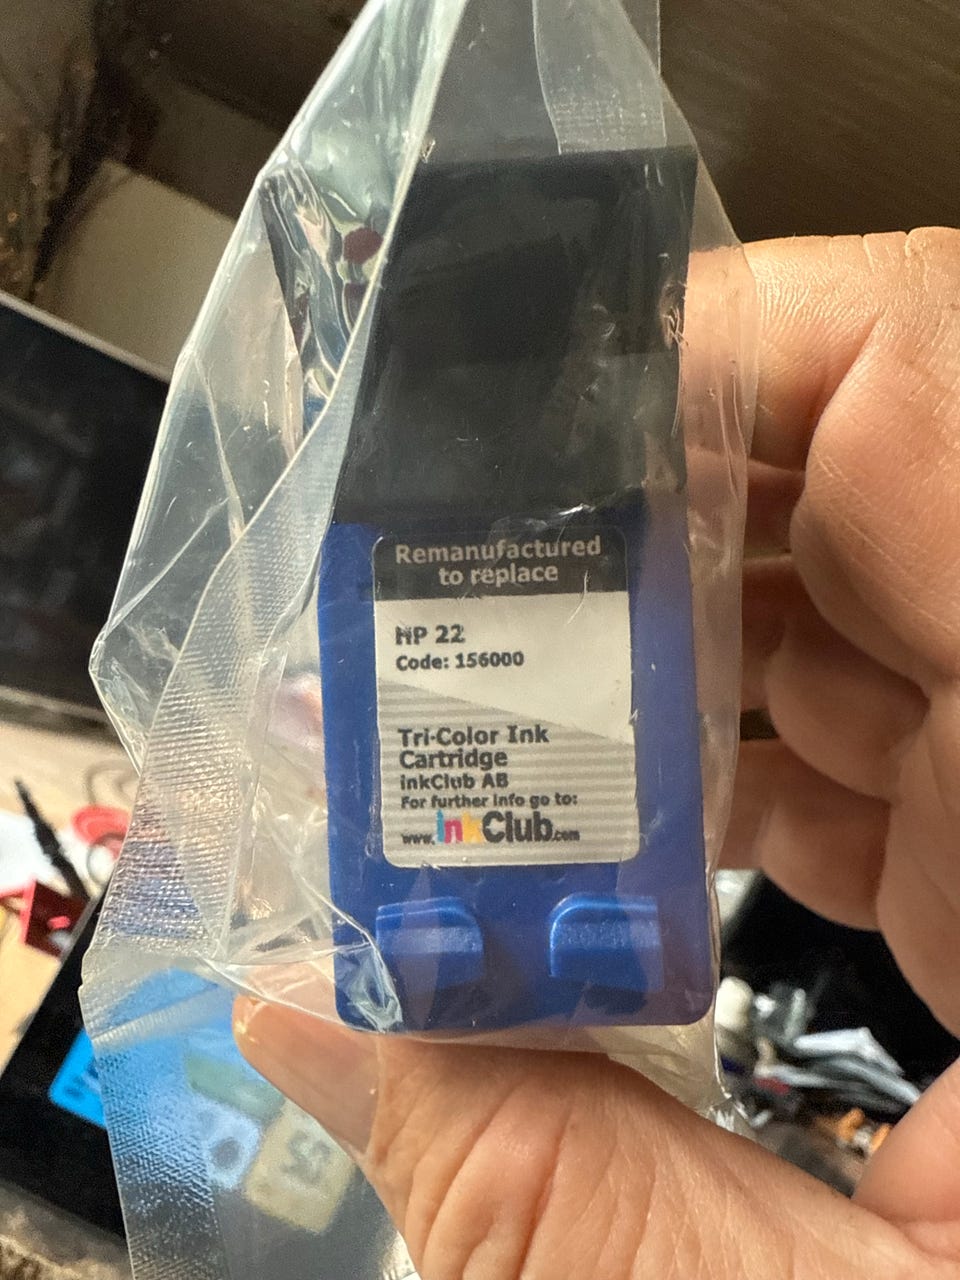 Remanufactured
to replace
HP 22
Code: 156000
Tri-Color Ink
Cartridge
inkClub AB
For further info go to:
www.inkClub.com